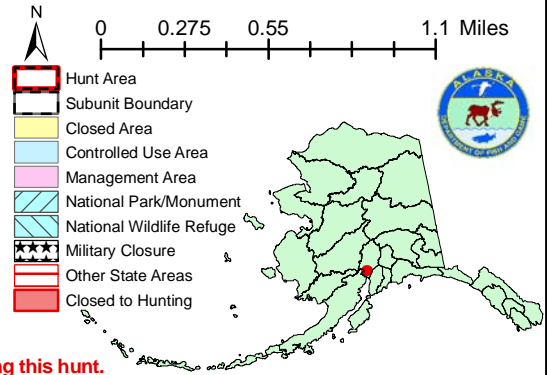 N
0 0.275 0.55 1.1 Miles
Hunt Area
Subunit Boundary
Closed Area
Controlled Use Area
Management Area
National Park/Monument
National Wildlife Refuge
Military Closure
Other State Areas
Closed to Hunting
ALASKA
DEPARTMENT OF FISH AND GAME
ng this hunt.